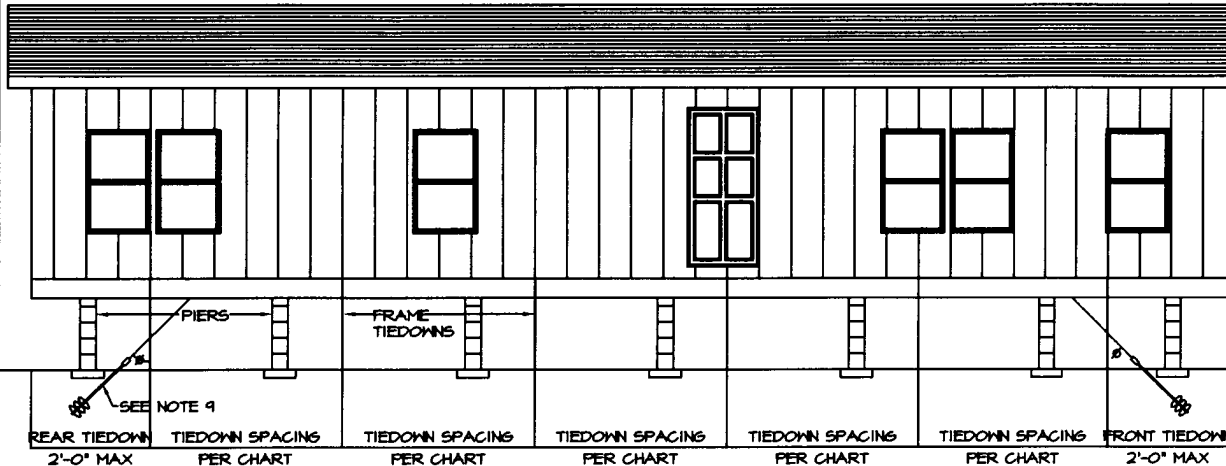 PIERS
FRAME
TIEDOWNS
SEE NOTE 9
REAR TIEDOWN
2'-0" MAX
TIEDOWN SPACING
PER CHART
TIEDOWN SPACING
PER CHART
TIEDOWN SPACING
PER CHART
TIEDOWN SPACING
PER CHART
TIEDOWN SPACING
PER CHART
FRONT TIEDOWN
2'-0" MAX